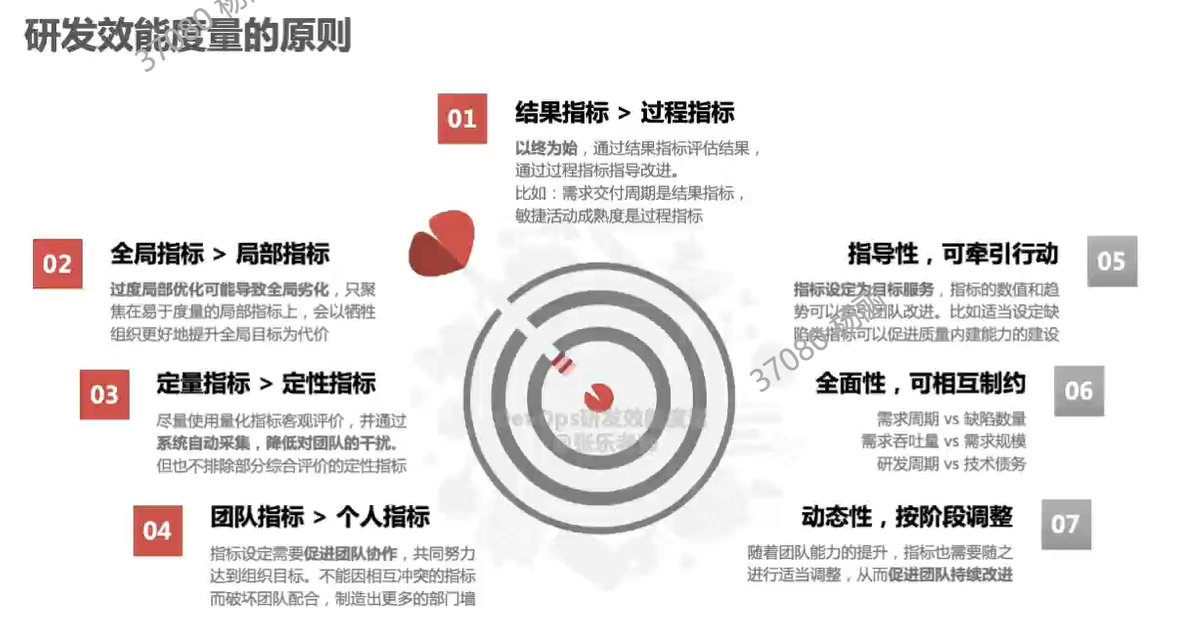 研发效能度量的原则
37080 杨丽
01
结果指标 > 过程指标
以终为始，通过结果指标评估结果，
通过过程指标指导改进。
比如：需求交付周期是结果指标，
敏捷活动成熟度是过程指标
02
全局指标 > 局部指标
过度局部优化可能导致全局劣化，只聚
焦在易于度量的局部指标上，会以牺牲
组织更好地提升全局目标为代价
03
定量指标 > 定性指标
尽量使用量化指标客观评价，并通过
系统自动采集，降低对团队的干扰。
但也不排除部分综合评价的定性指标
04
团队指标 > 个人指标
指标设定需要促进团队协作，共同努力
达到组织目标。不能因相互冲突的指标
而破坏团队配合，制造出更多的部门墙
DevOps研发效能度量
@张乐老师
指导性，可牵引行动
05
指标设定为目标服务，指标的数值和趋
势可以牵引团队改进。比如适当设定缺
陷类指标可以促进质量内建能力的建设
37080 杨丽
全面性，可相互制约
06
需求周期 vs 缺陷数量
需求吞吐量 vs 需求规模
研发周期 vs 技术债务
动态性，按阶段调整
07
随着团队能力的提升，指标也需要随之
进行适当调整，从而促进团队持续改进